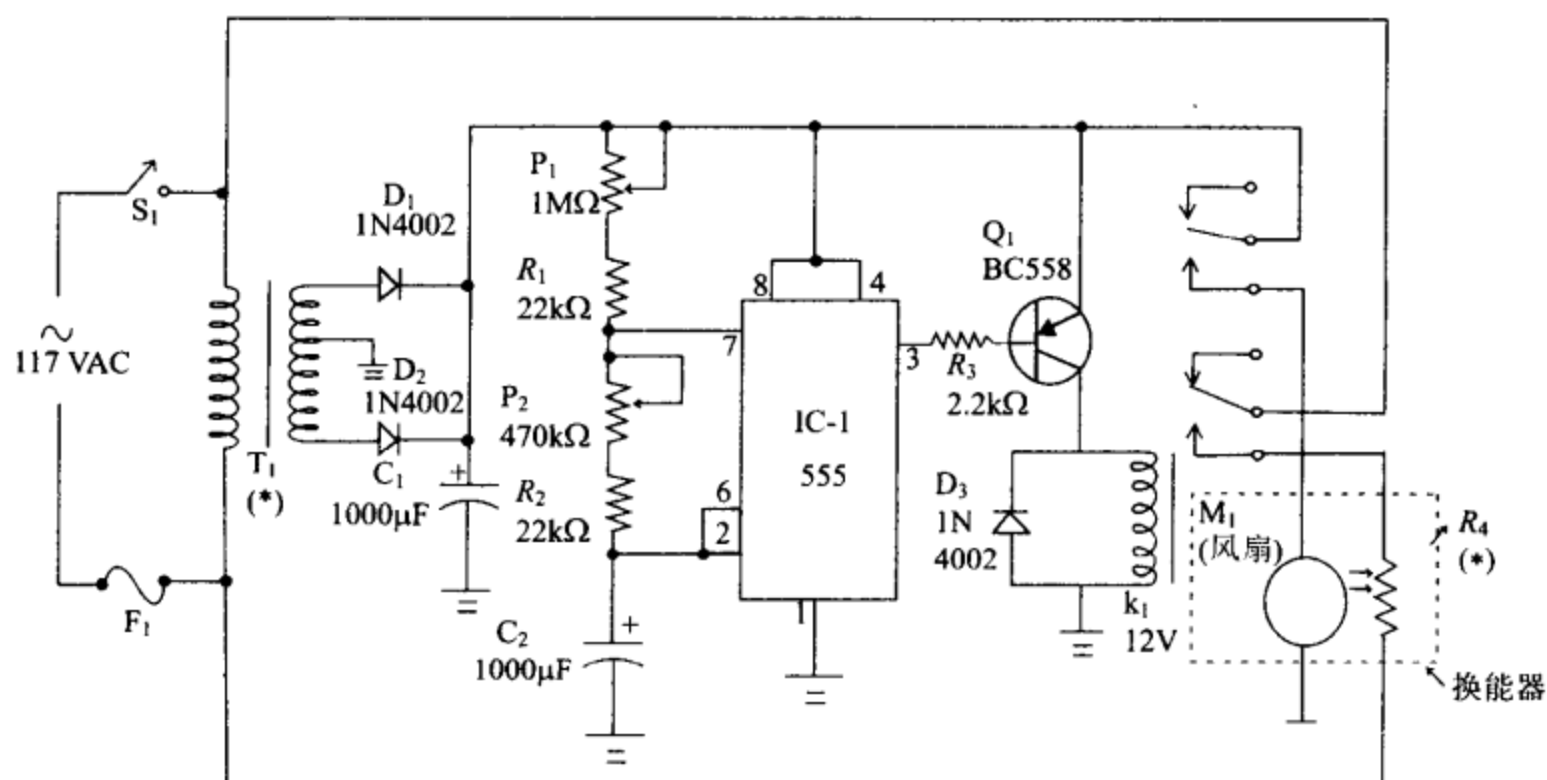 S₁
117 VAC
F₁
T₁
(*)
D₁
1N4002
D₂
1N4002
C₁
+
1000μF
P₁
1MΩ
R₁
22kΩ
P₂
470kΩ
R₂
22kΩ
C₂
+
1000μF
8
4
7
3
6
2
1
IC-1
555
R₃
2.2kΩ
Q₁
BC558
D₃
1N
4002
k₁
12V
M₁
(风扇)
R₄
(*)
换能器